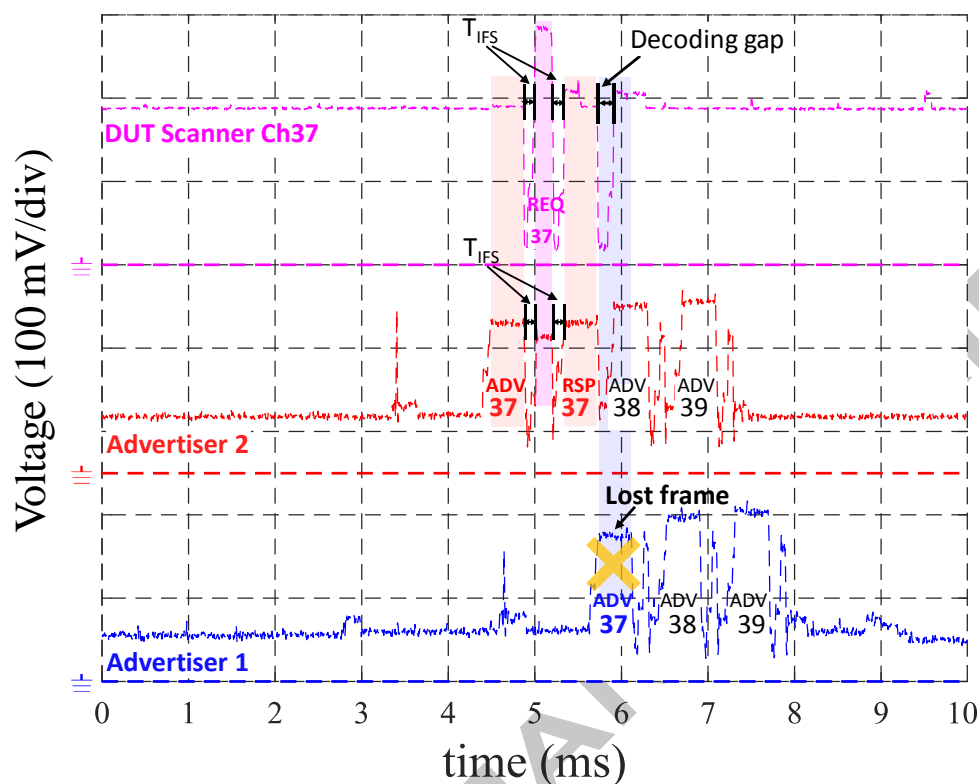 T_IFS
Decoding gap
DUT Scanner Ch37
REQ
37
T_IFS
ADV
37
RSP
37
ADV
38
ADV
39
Advertiser 2
Lost frame
ADV
37
ADV
38
ADV
39
Advertiser 1
Voltage (100 mV/div)
0 1 2 3 4 5 6 7 8 9 10
time (ms)